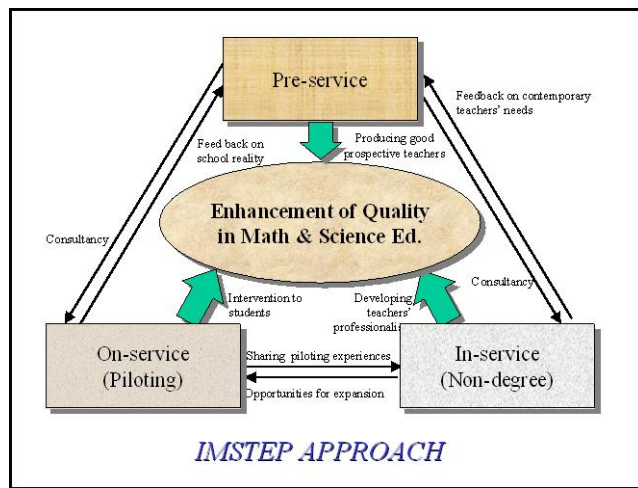 Pre-service
Feedback on contemporary
teachers' needs
Feed back on
school reality
Producing good
prospective teachers
Enhancement of Quality
in Math & Science Ed.
Consultancy
Consultancy
Intervention to
students
Developing
teachers'
professionalis
On-service
(Piloting)
Sharing piloting experiences
Opportunities for expansion
In-service
(Non-degree)
IMSTEP APPROACH